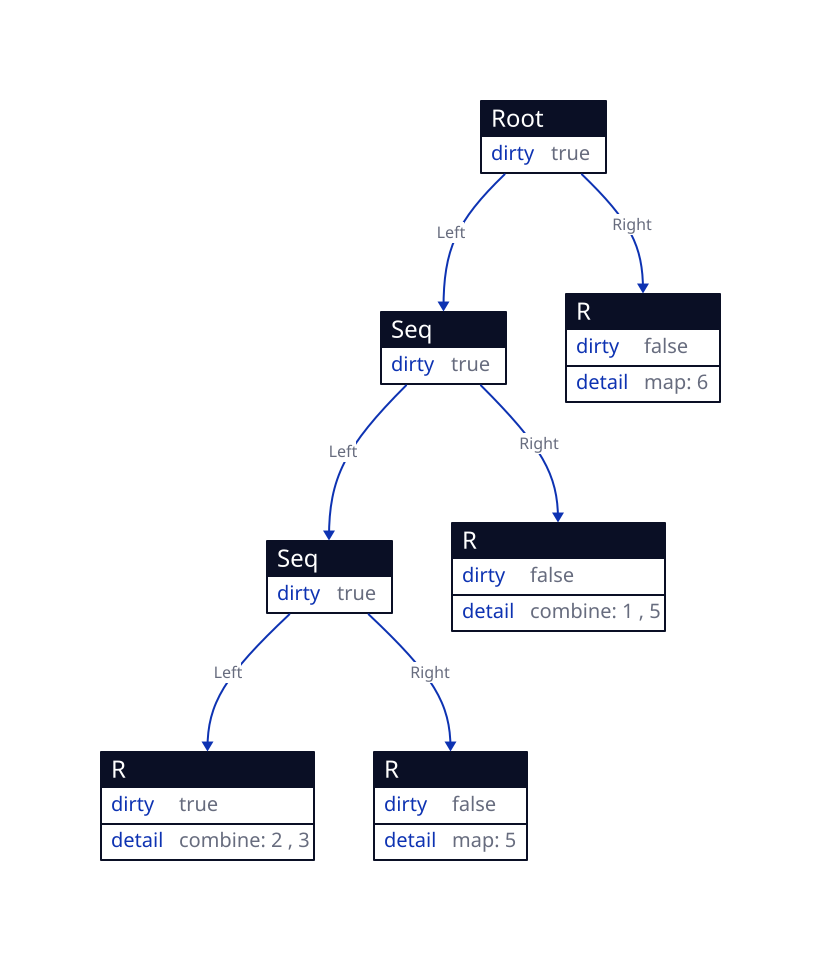 Root
dirty true
Left
Right
Seq
dirty true
R
dirty false
detail map: 6
Left
Right
Seq
dirty true
R
dirty false
detail combine: 1 , 5
Left
Right
R
dirty true
detail combine: 2 , 3
R
dirty false
detail map: 5